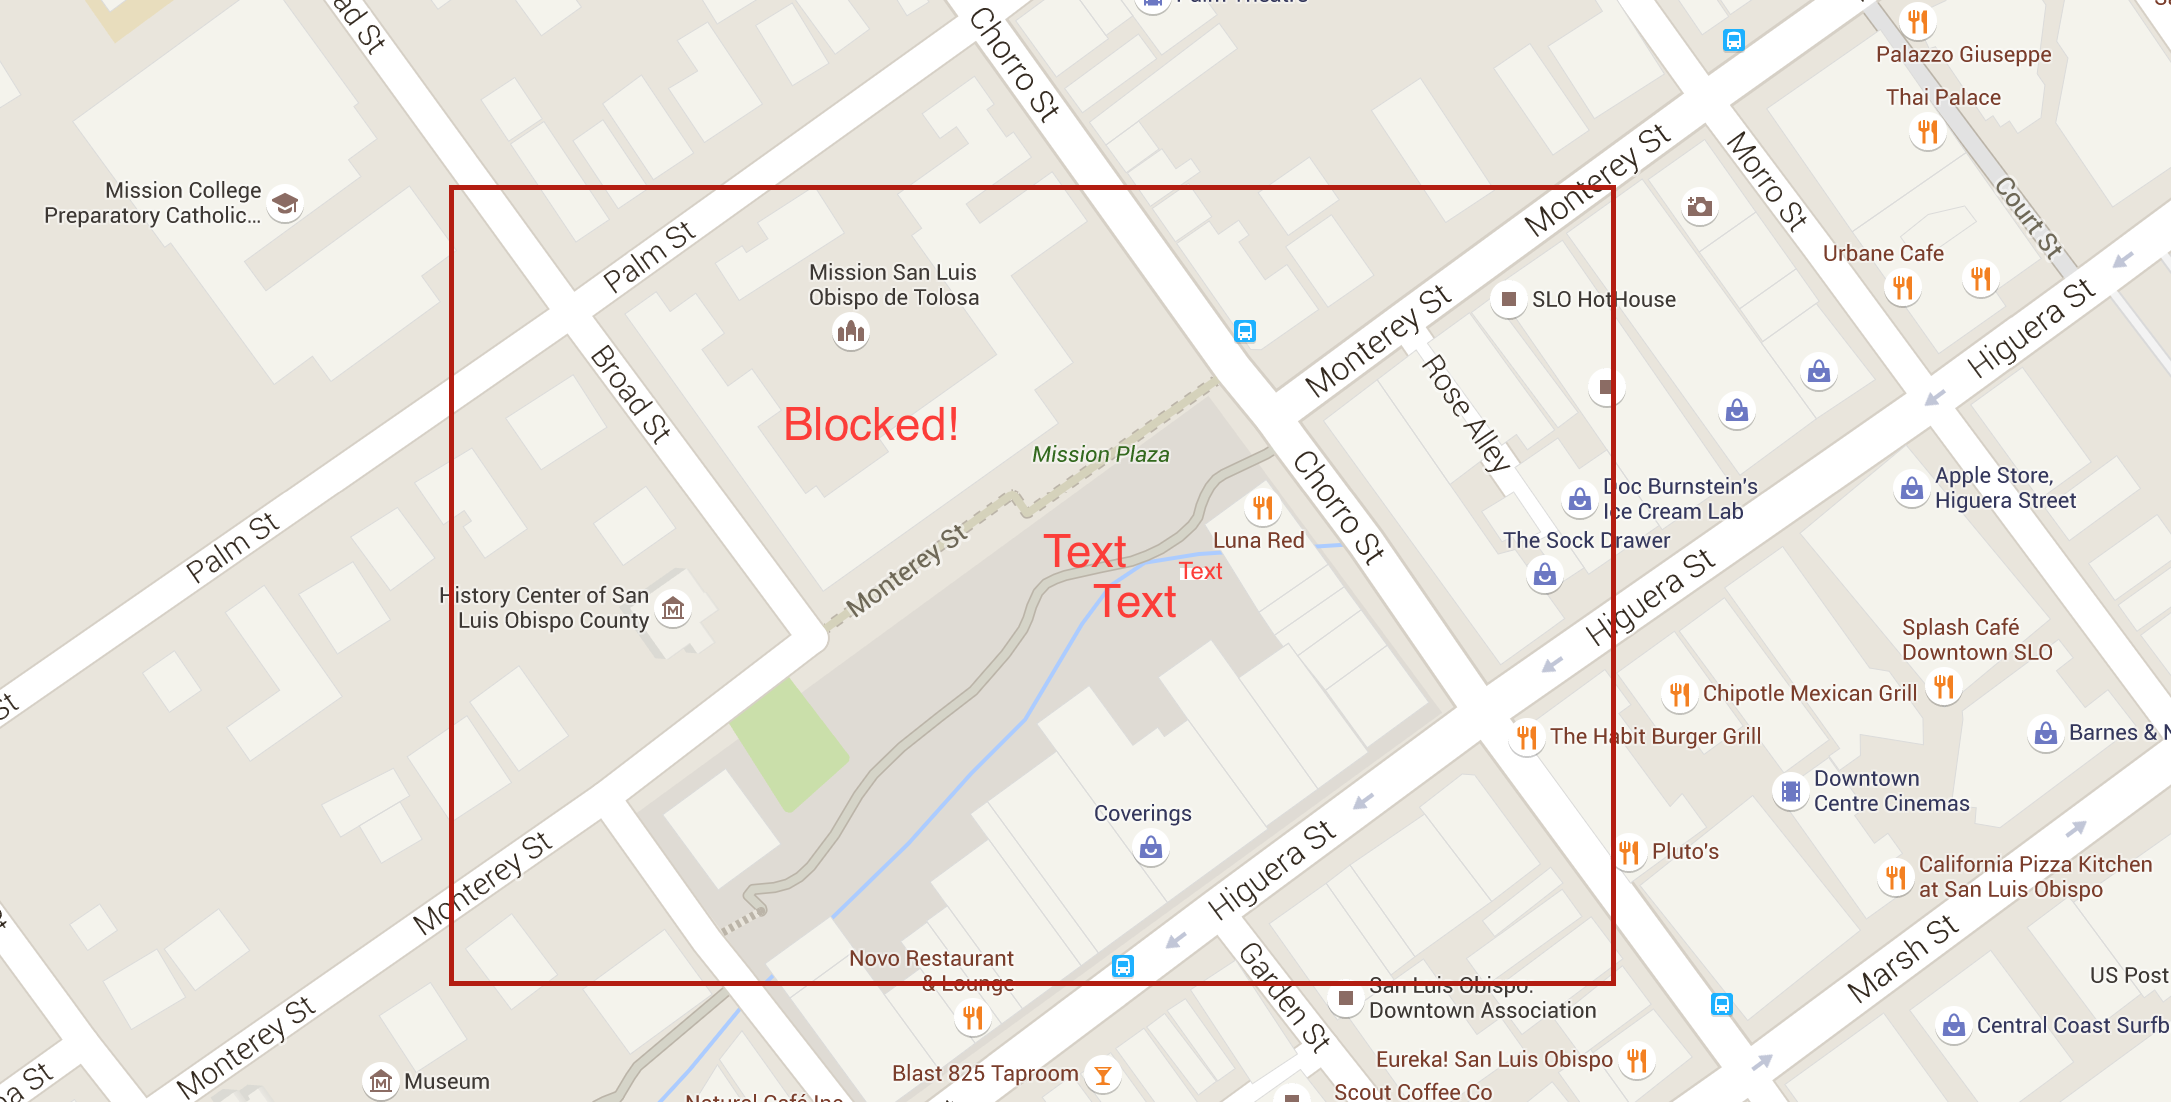 ad St
Chorro St
Palazzo Giuseppe
Thai Palace
Monterey St
Morro St
Court St
Mission College
Preparatory Catholic...
Palm St
Mission San Luis
Obispo de Tolosa
Urbane Cafe
Higuera St
SLO HotHouse
Monterey St
Broad St
Rose Alley
Blocked!
Mission Plaza
Chorro St
Doc Burnstein's
Ice Cream Lab
Apple Store,
Higuera Street
Palm St
Monterey St
Text
Luna Red
The Sock Drawer
Text
Text
Higuera St
History Center of San
Luis Obispo County
Splash Café
Downtown SLO
St
Chipotle Mexican Grill
The Habit Burger Grill
Barnes & N
Downtown
Centre Cinemas
Coverings
Pluto's
Monterey St
Higuera St
California Pizza Kitchen
at San Luis Obispo
Novo Restaurant
& Lounge
Garden St
Marsh St
San Luis Obispo:
Downtown Association
US Post
Central Coast Surfb
Monterey St
Museum
Blast 825 Taproom
Eureka! San Luis Obispo
Scout Coffee Co
oa St